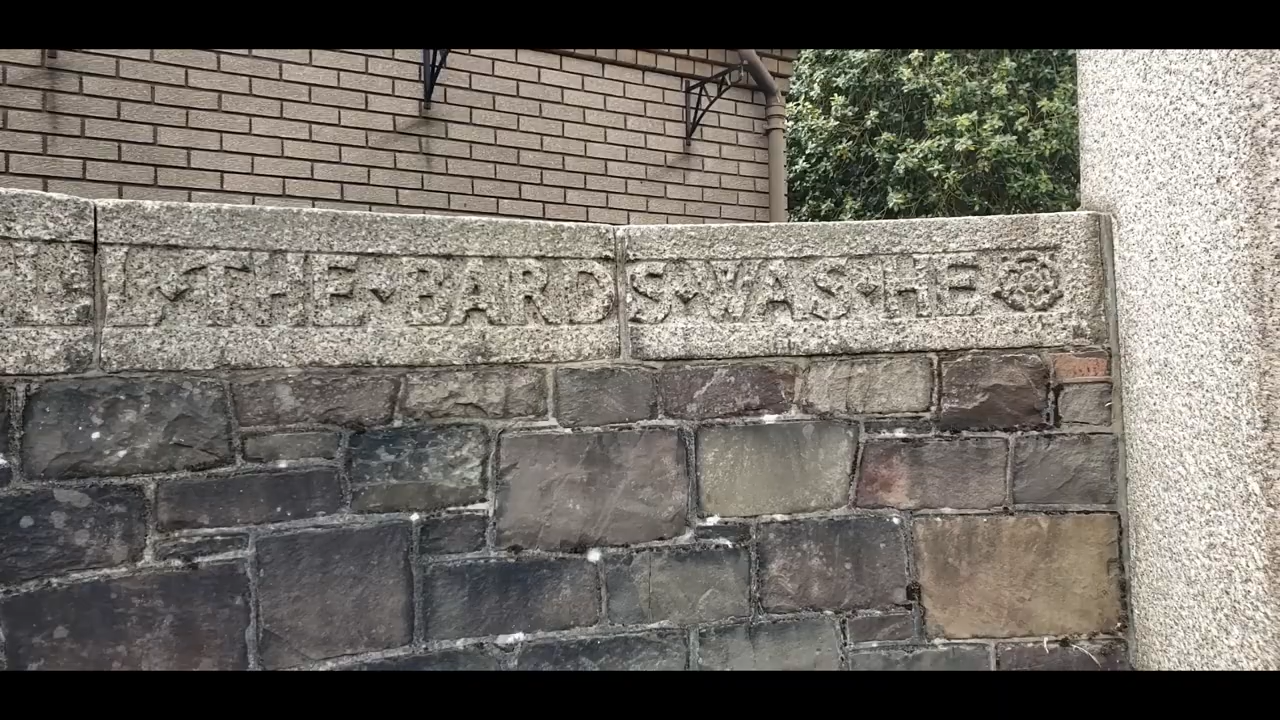 THE · BARDS · WAS · HE